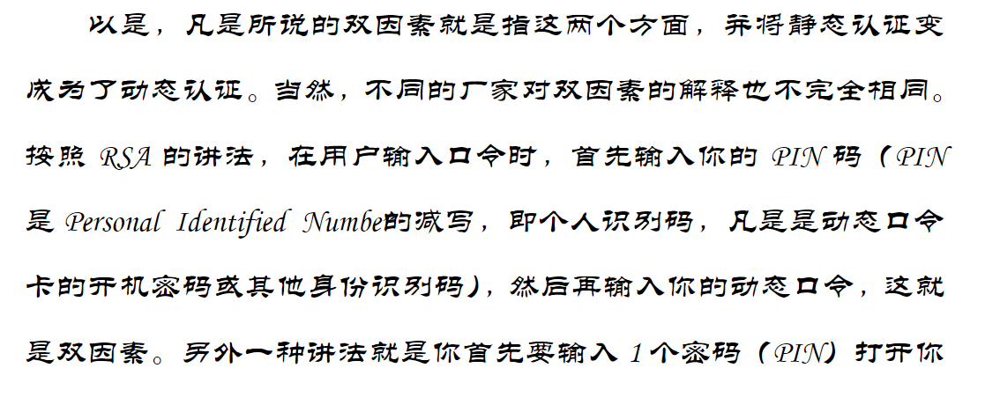 以是，凡是所说的双因素就是指这两个方面，并将静态认证变
成为了动态认证。当然，不同的厂家对双因素的解释也不完全相同。
按照 RSA 的讲法，在用户输入口令时，首先输入你的 PIN 码（PIN
是 Personal Identified Number的减写，即个人识别码，凡是是动态口令
卡的开机密码或其他身份识别码），然后再输入你的动态口令，这就
是双因素。另外一种讲法就是你首先要输入 1 个密码（PIN）打开你